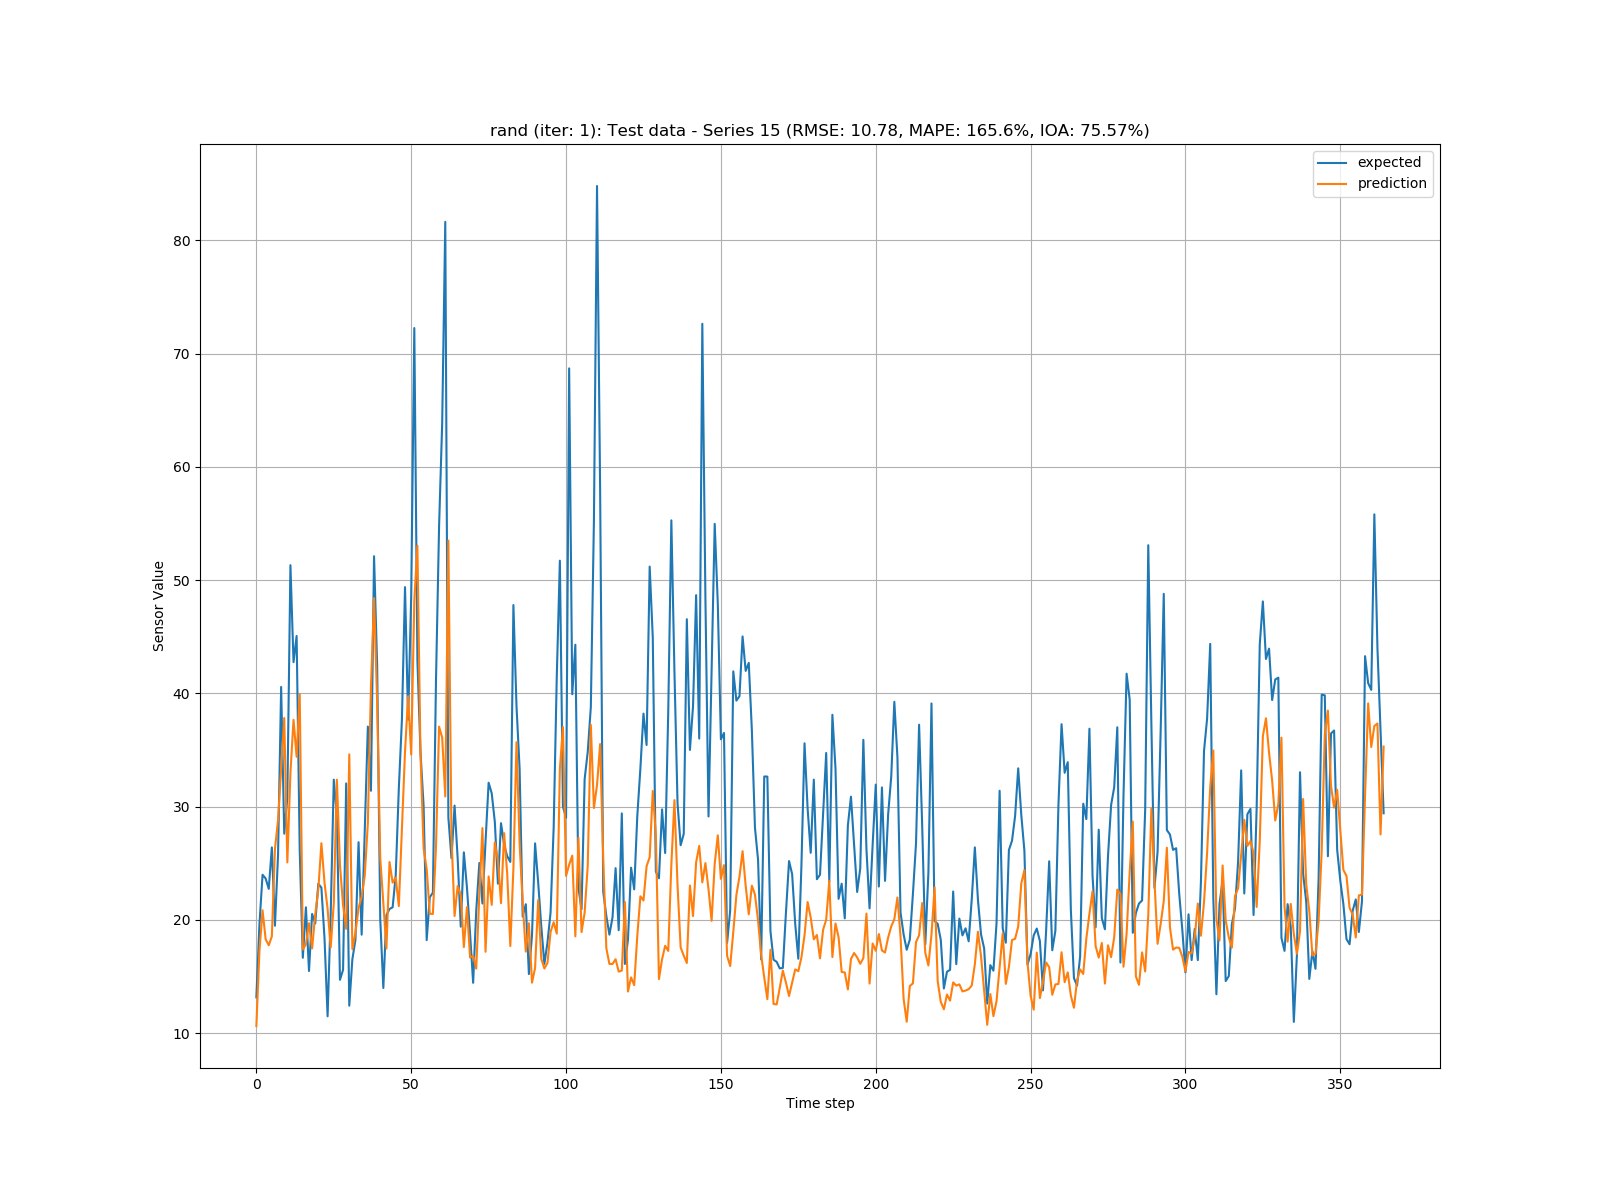 rand (iter: 1): Test data - Series 15 (RMSE: 10.78, MAPE: 165.6%, IOA: 75.57%)
expected
prediction
80
70
60
50
40
30
20
10
Sensor Value
0 50 100 150 200 250 300 350
Time step